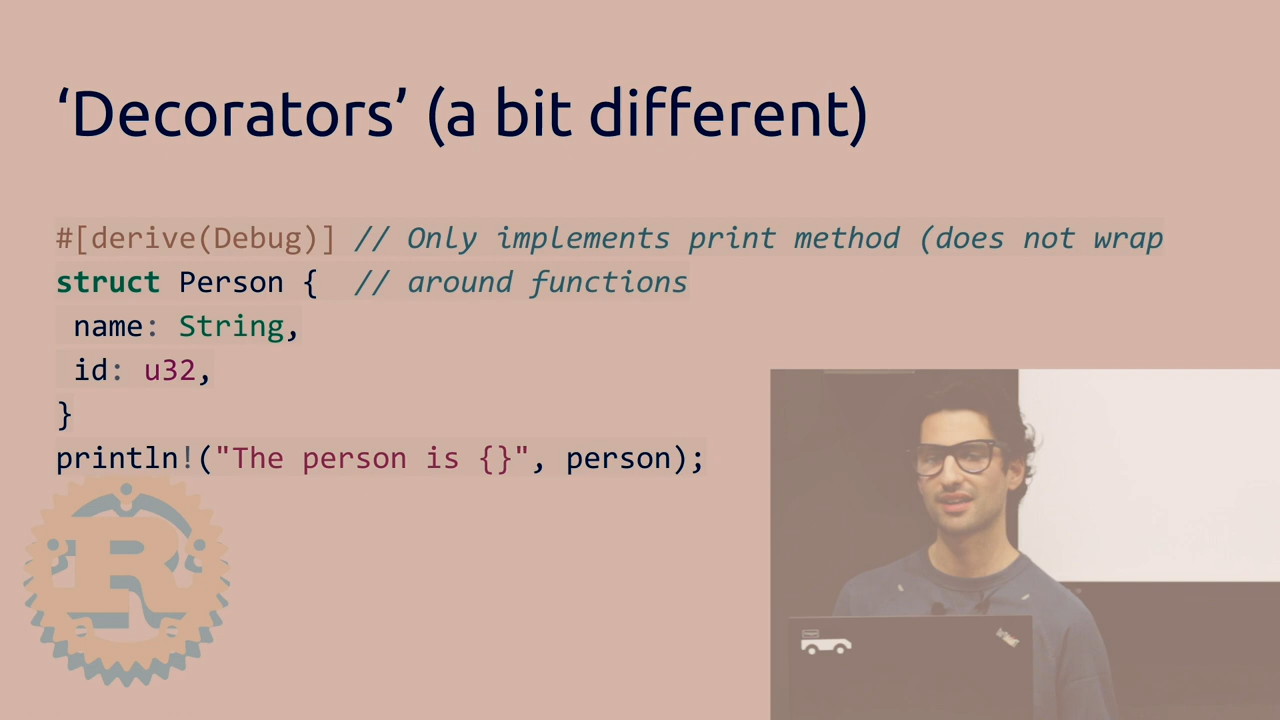 ‘Decorators’ (a bit different)
#[derive(Debug)] // Only implements print method (does not wrap
struct Person {  // around functions
 name: String,
 id: u32,
}
println!("The person is {}", person);
R